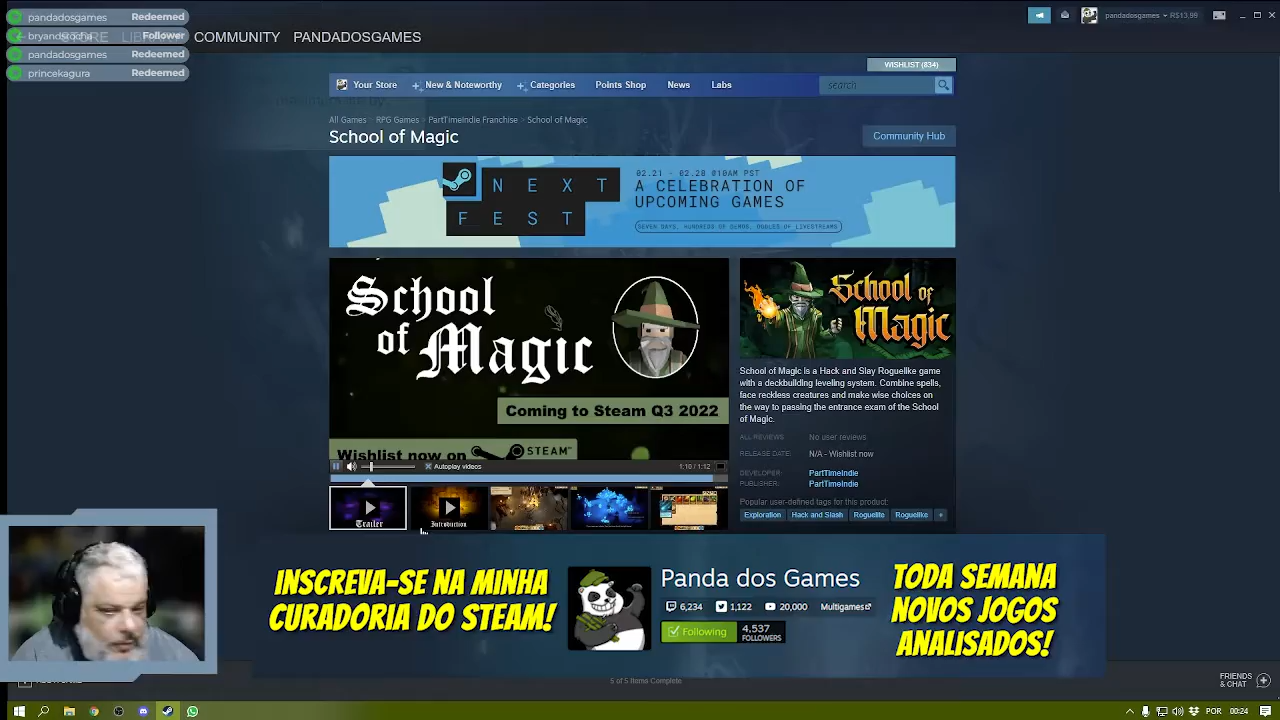 pandadosgames Redeemed
Follower
pandadosgames Redeemed
princekagura Redeemed
STORE
COMMUNITY
PANDADOSGAMES
pandadosgames
R$13,99
WISHLIST (834)
Your Store
New & Noteworthy
Categories
Points Shop
News
Labs
search
All Games > RPG Games > PartTimeIndie Franchise > School of Magic
School of Magic
Community Hub
NEXT
FEST
02.21 - 02.28 @10AM PST
A CELEBRATION OF
UPCOMING GAMES
SEVEN DAYS, HUNDREDS OF DEMOS, OODLES OF LIVESTREAMS
School
of Magic
Coming to Steam Q3 2022
Wishlist now on STEAM
Autoplay videos
1:10 / 1:12
Trailer
Introduction
School of
Magic
School of Magic is a Hack and Slay Roguelike game
with a deckbuilding leveling system. Combine spells,
face reckless creatures and make wise choices on
the way to passing the entrance exam of the School
of Magic.
ALL REVIEWS: No user reviews
RELEASE DATE: N/A - Wishlist now
DEVELOPER: PartTimeIndie
PUBLISHER: PartTimeIndie
Popular user-defined tags for this product:
Exploration
Hack and Slash
Roguelite
Roguelike
+
INSCREVA-SE NA MINHA
CURADORIA DO STEAM!
Panda dos Games
6,234
1,122
20,000
Multigames
Following
4,537
FOLLOWERS
TODA SEMANA
NOVOS JOGOS
ANALISADOS!
5 of 5 Items Complete
FRIENDS
& CHAT
POR
00:24